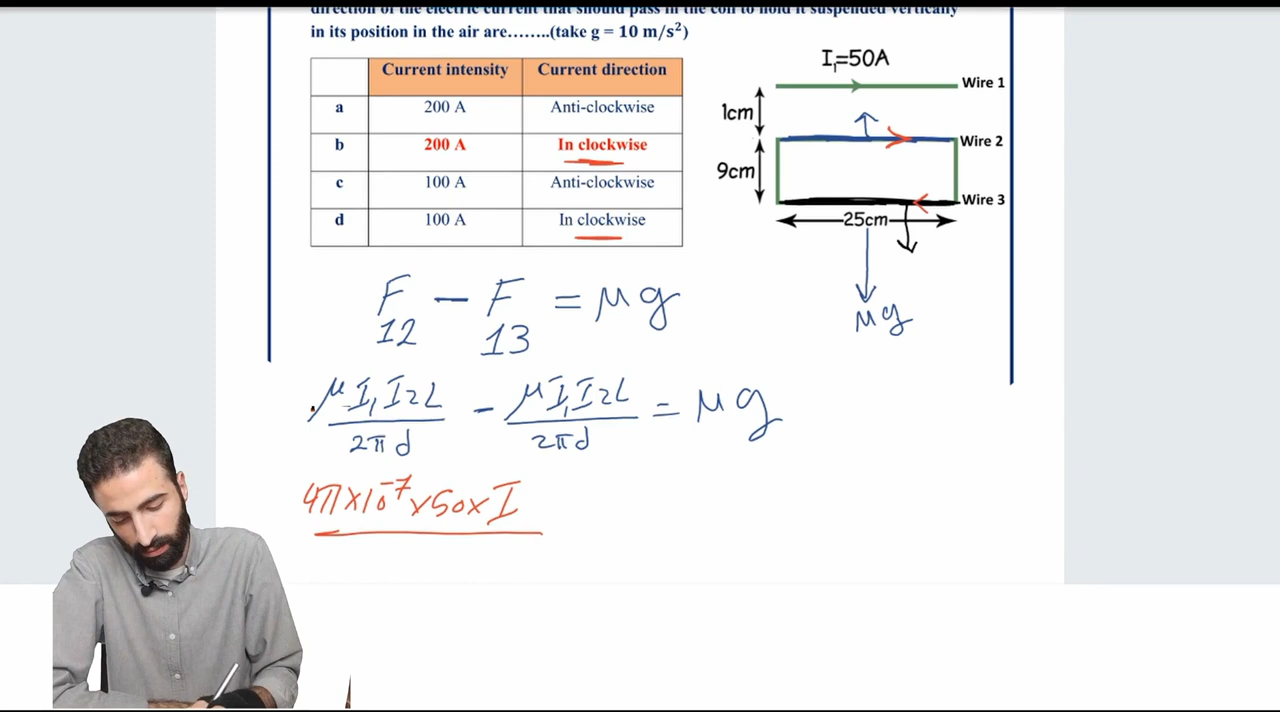 direction of the electric current that should pass in the coil to hold it suspended vertically
in its position in the air are……..(take g = 10 m/s²)
Current intensity Current direction
a 200 A Anti-clockwise
b 200 A In clockwise
c 100 A Anti-clockwise
d 100 A In clockwise
I₁=50A
Wire 1
1cm
Wire 2
9cm
Wire 3
25cm
Mg
F₁₂ − F₁₃ = Mg
μI₁I₂L/2πd − μI₁I₂L/2πd = Mg
4π×10⁻⁷×50×I